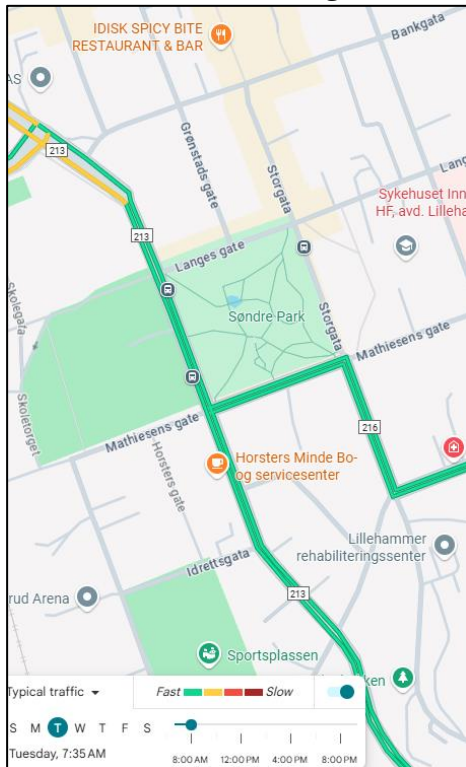 IDISK SPICY BITE
RESTAURANT & BAR
Bankgata
AS
Grønstads gate
Storgata
213
Lang
Sykehuset Inn
HF, avd. Lilleha
213
Langes gate
Skolegata
Søndre Park
Storgata
Mathiesens gate
Skoletorget
Mathiesens gate
216
Horsters gate
Horsters Minde Bo-
og servicesenter
Lillehammer
rehabiliteringssenter
Idrettsgata
213
rud Arena
Sportsplassen
ken
Typical traffic
Fast
Slow
S M T W T F S
Tuesday, 7:35 AM
8:00 AM 12:00 PM 4:00 PM 8:00 PM